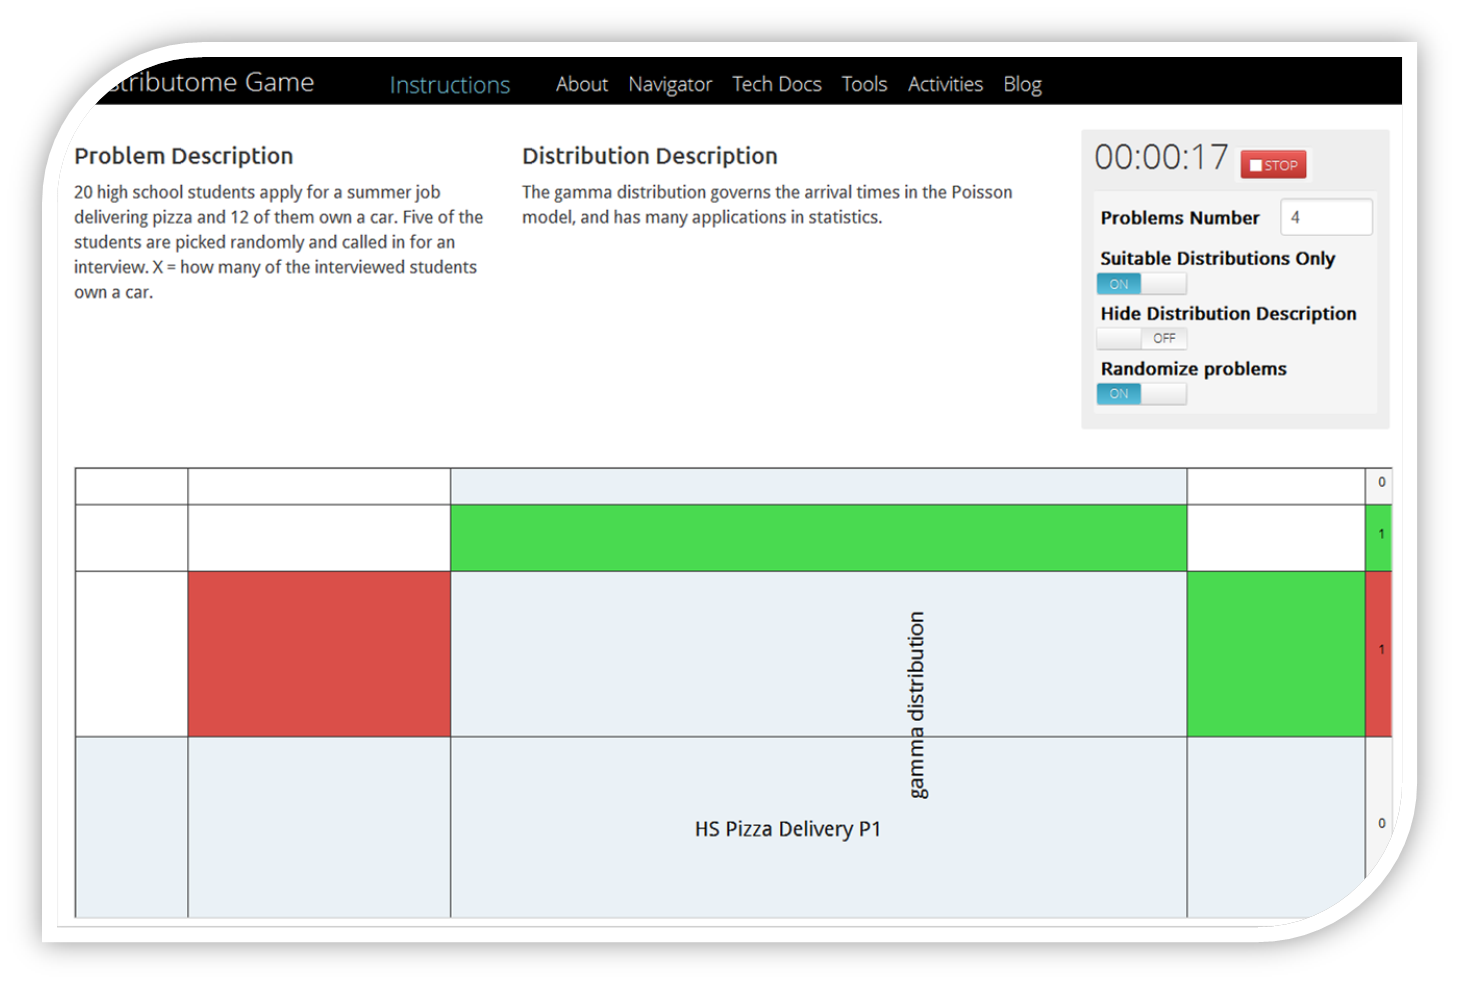 tributome Game Instructions About Navigator Tech Docs Tools Activities Blog
Problem Description
20 high school students apply for a summer job
delivering pizza and 12 of them own a car. Five of the
students are picked randomly and called in for an
interview. X = how many of the interviewed students
own a car.
Distribution Description
The gamma distribution governs the arrival times in the Poisson
model, and has many applications in statistics.
00:00:17 STOP
Problems Number 4
Suitable Distributions Only
ON
Hide Distribution Description
OFF
Randomize problems
ON
0
1
1
gamma distribution
HS Pizza Delivery P1
0